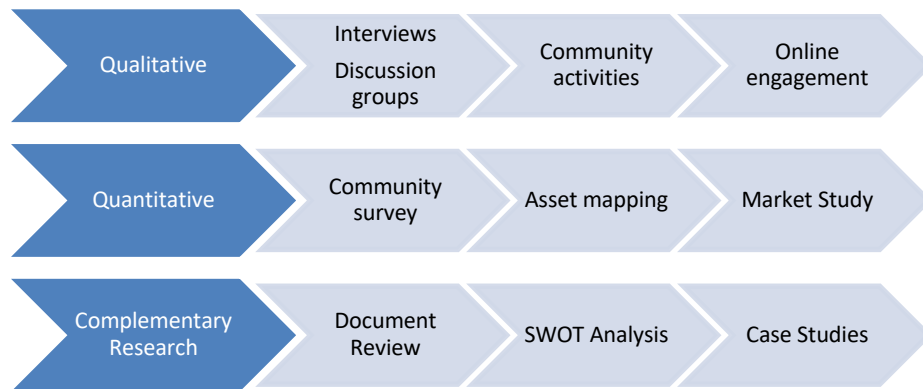 Qualitative
Interviews
Discussion
groups
Community
activities
Online
engagement
Quantitative
Community
survey
Asset mapping
Market Study
Complementary
Research
Document
Review
SWOT Analysis
Case Studies